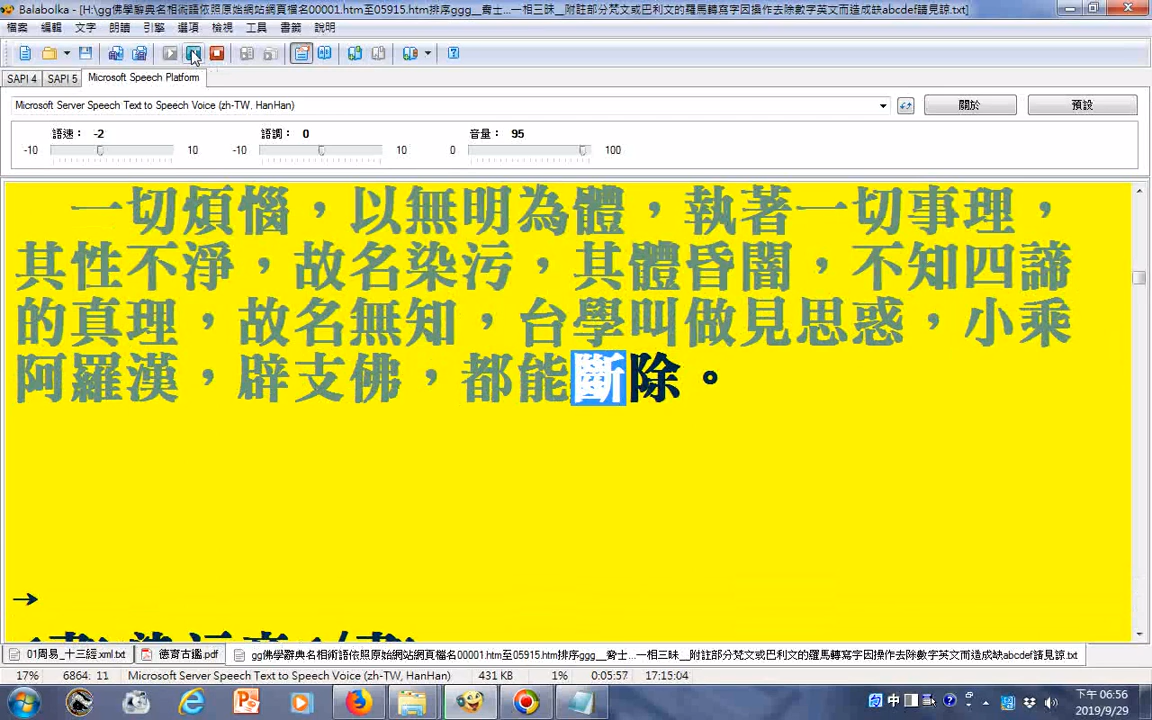 Balabolka - [H:\gg佛學辭典名相術語依照原始網站網頁檔名00001.htm至05915.htm排序ggg__爵士...一相三昧__附註部分梵文或巴利文的羅馬轉寫字因操作去除數字英文而造成缺abcdef請見諒.txt]
檔案 編輯 文字 朗讀 引擎 選項 檢視 工具 書籤 說明
SAPI 4 SAPI 5 Microsoft Speech Platform
Microsoft Server Speech Text to Speech Voice (zh-TW, HanHan) 關於 預設
語速： -2 語調： 0 音量： 95
-10 10 -10 10 0 100
一切煩惱，以無明為體，執著一切事理，
其性不淨，故名染污，其體昏闇，不知四諦
的真理，故名無知，台學叫做見思惑，小乘
阿羅漢，辟支佛，都能斷除。
→
01周易_十三經.xml.txt 德育古鑑.pdf gg佛學辭典名相術語依照原始網站網頁檔名00001.htm至05915.htm排序ggg__爵士...一相三昧__附註部分梵文或巴利文的羅馬轉寫字因操作去除數字英文而造成缺abcdef請見諒.txt
17% 6864: 11 Microsoft Server Speech Text to Speech Voice (zh-TW, HanHan) 431 KB 1% 0:05:57 17:15:04
中 下午 06:56
2019/9/29